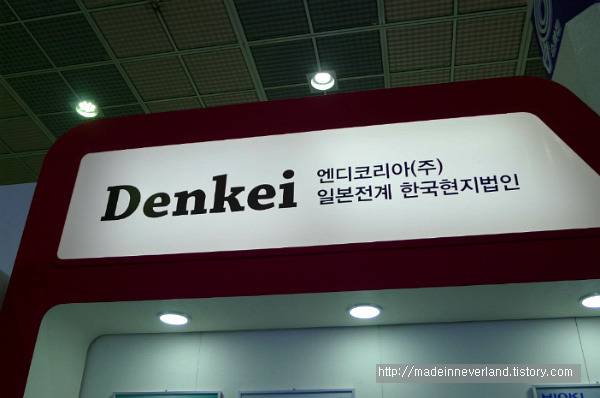 Denkei
엔디코리아(주)
일본전계 한국현지법인
HIOKI
http://madeinneverland.tistory.com